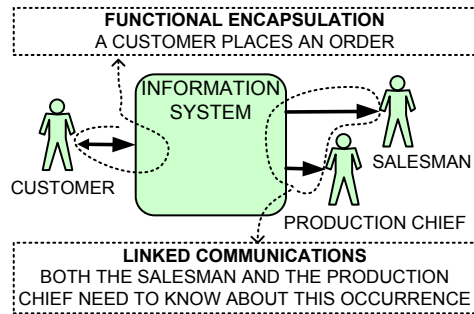 FUNCTIONAL ENCAPSULATION
A CUSTOMER PLACES AN ORDER
INFORMATION
SYSTEM
CUSTOMER
SALESMAN
PRODUCTION CHIEF
LINKED COMMUNICATIONS
BOTH THE SALESMAN AND THE PRODUCTION
CHIEF NEED TO KNOW ABOUT THIS OCCURRENCE